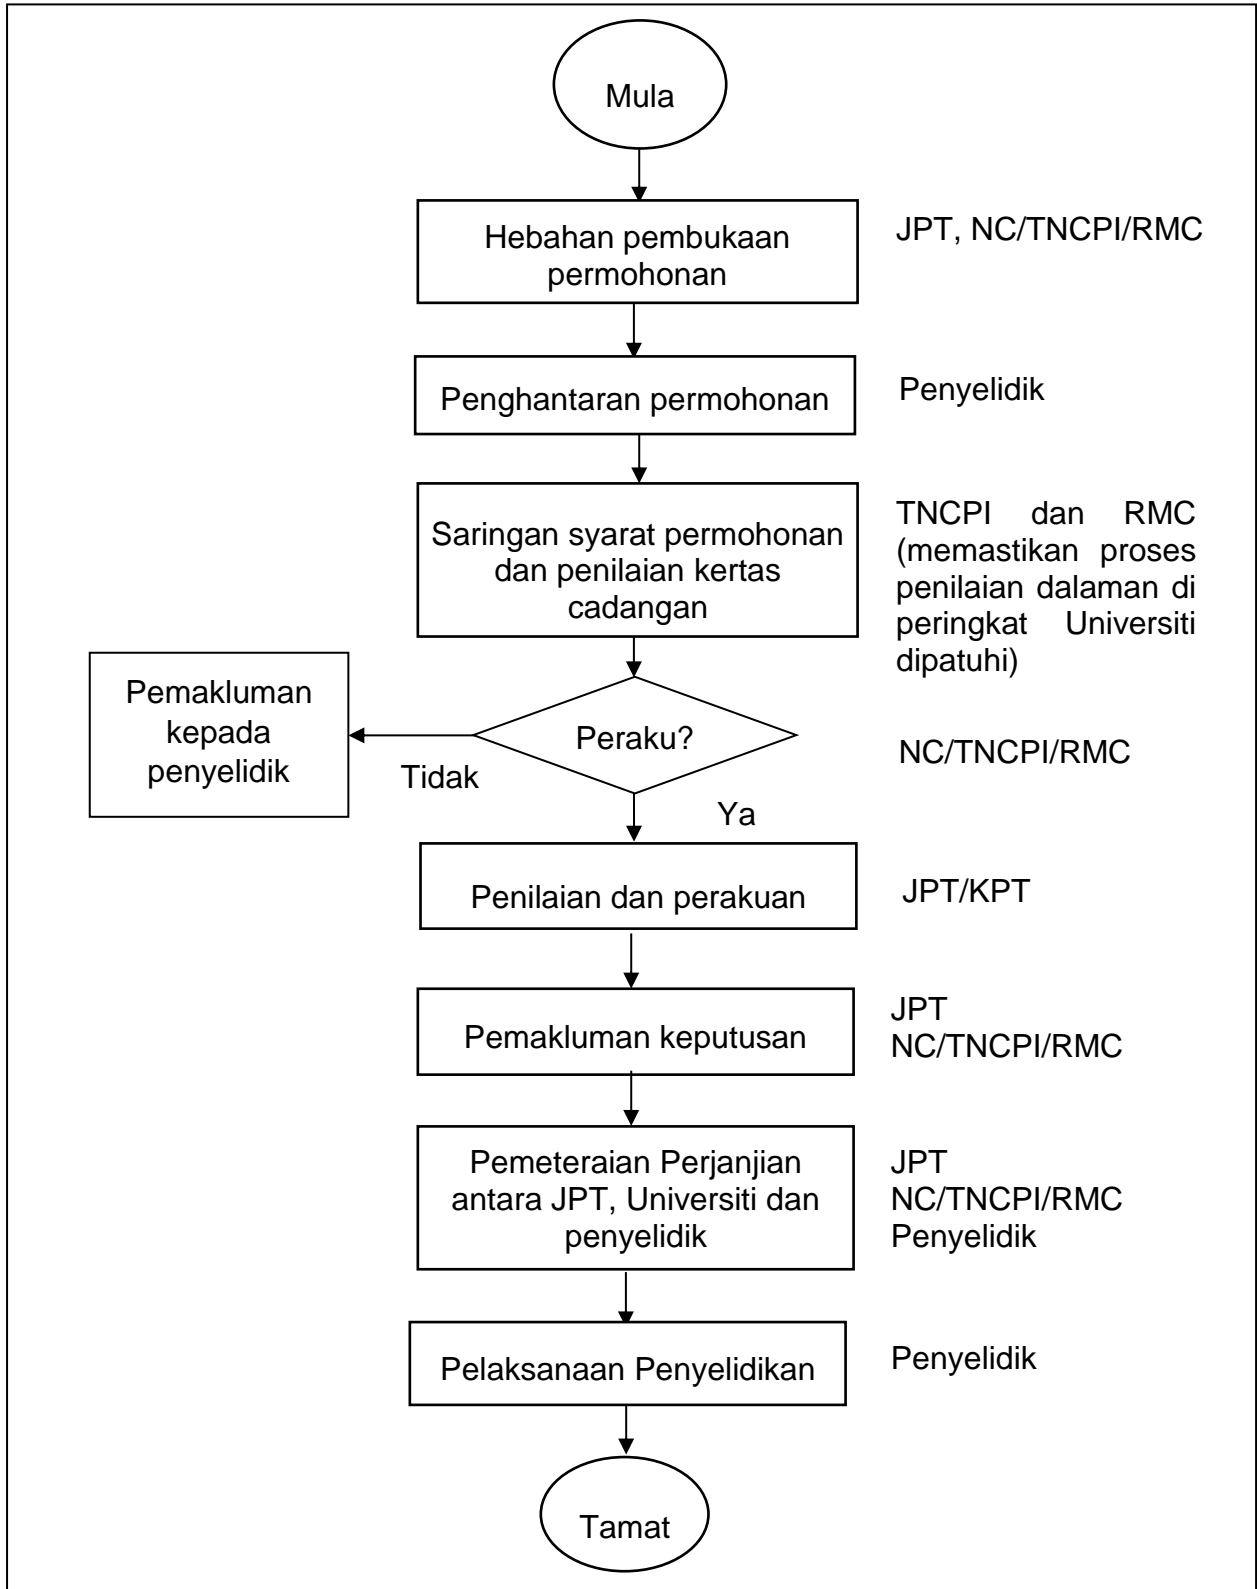 Mula
Hebahan pembukaan
permohonan
JPT, NC/TNCPI/RMC
Penghantaran permohonan
Penyelidik
Saringan syarat permohonan
dan penilaian kertas
cadangan
TNCPI dan RMC
(memastikan proses
penilaian dalaman di
peringkat Universiti
dipatuhi)
Pemakluman
kepada
penyelidik
Tidak
Peraku?
NC/TNCPI/RMC
Ya
Penilaian dan perakuan
JPT/KPT
Pemakluman keputusan
JPT
NC/TNCPI/RMC
Pemeteraian Perjanjian
antara JPT, Universiti dan
penyelidik
JPT
NC/TNCPI/RMC
Penyelidik
Pelaksanaan Penyelidikan
Penyelidik
Tamat